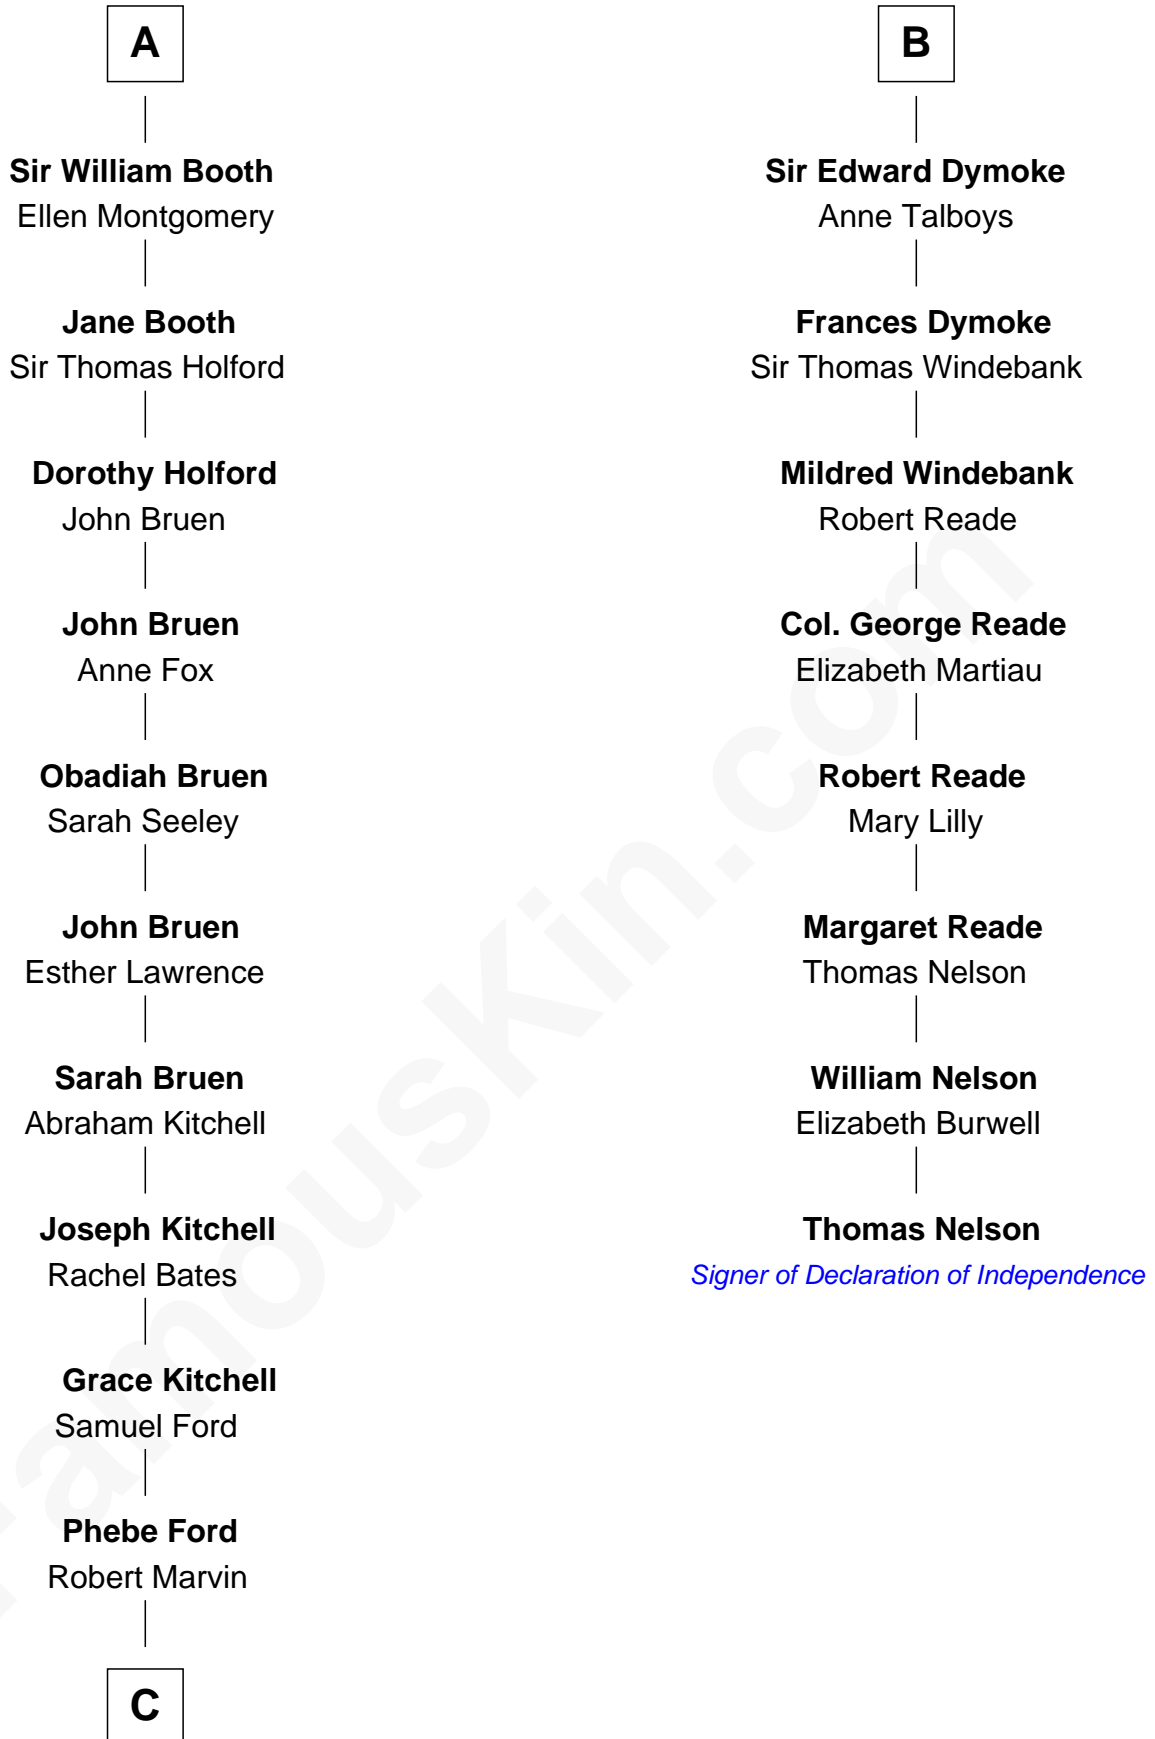 A
Sir William Booth
Ellen Montgomery
Jane Booth
Sir Thomas Holford
Dorothy Holford
John Bruen
John Bruen
Anne Fox
Obadiah Bruen
Sarah Seeley
John Bruen
Esther Lawrence
Sarah Bruen
Abraham Kitchell
Joseph Kitchell
Rachel Bates
Grace Kitchell
Samuel Ford
Phebe Ford
Robert Marvin
C
B
Sir Edward Dymoke
Anne Talboys
Frances Dymoke
Sir Thomas Windebank
Mildred Windebank
Robert Reade
Col. George Reade
Elizabeth Martiau
Robert Reade
Mary Lilly
Margaret Reade
Thomas Nelson
William Nelson
Elizabeth Burwell
Thomas Nelson
Signer of Declaration of Independence
FamousKin.com